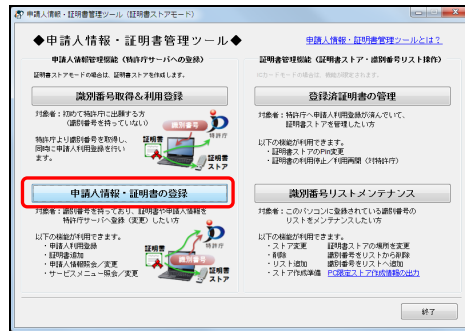 申請人情報・証明書管理ツール（証明書ストアモード）
◆申請人情報・証明書管理ツール◆
申請人情報・証明書管理ツールとは？
申請人情報管理機能（特許庁サーバへの登録）
証明書管理機能（証明書ストア・識別番号リスト操作）
証明書ストアモードの場合は、証明書ストアを作成します。
ICカードモードの場合は、機能が限定されます。
識別番号取得＆利用登録
登録済証明書の管理
対象者：初めて特許庁に出願する方
（識別番号を持っていない）
特許庁より識別番号を取得し、
同時に申請人利用登録を行い
ます。
識別番号
特許庁
証明書
証明書
ストア
対象者：特許庁へ申請人利用登録が済んでいて、
証明書ストアを管理したい方
以下の機能が利用できます。
・証明書ストアのPin変更
・証明書の利用停止／利用再開（対特許庁）
申請人情報・証明書の登録
識別番号リストメンテナンス
対象者：識別番号を持っており、証明書や申請人情報を
特許庁サーバへ登録（変更）したい方
以下の機能が利用できます。
・申請人利用登録
・証明書追加
・申請人情報照会／変更
・サービスメニュー照会／変更
証明書
特許庁
識別番号
証明書
ストア
対象者：このパソコンに登録されている識別番号の
リストをメンテナンスしたい方
以下の機能が利用できます。
・ストア変更　証明書ストアの場所を変更
・削除　識別番号をリストから削除
・リスト追加　識別番号をリストへ追加
・ストア作成準備　PC限定ストア作成情報の出力
終了